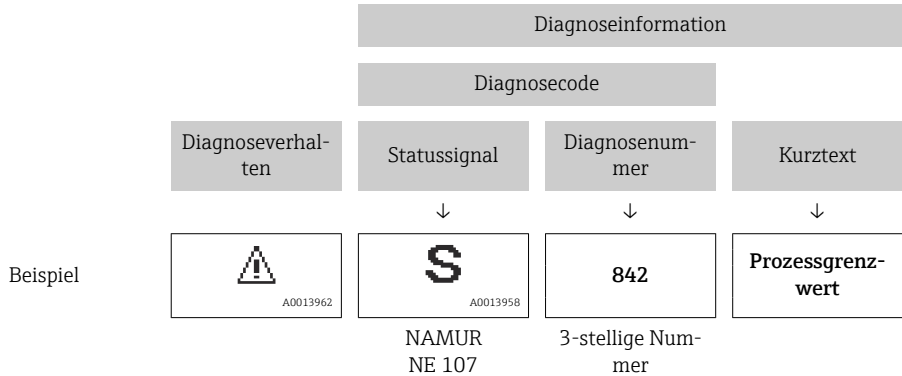 Diagnoseinformation
Diagnosecode
Diagnoseverhal-
ten
Statussignal
Diagnosenum-
mer
Kurztext
↓ ↓ ↓
Beispiel
A0013962
S
A0013958
842
Prozessgrenz-
wert
NAMUR
NE 107
3-stellige Num-
mer